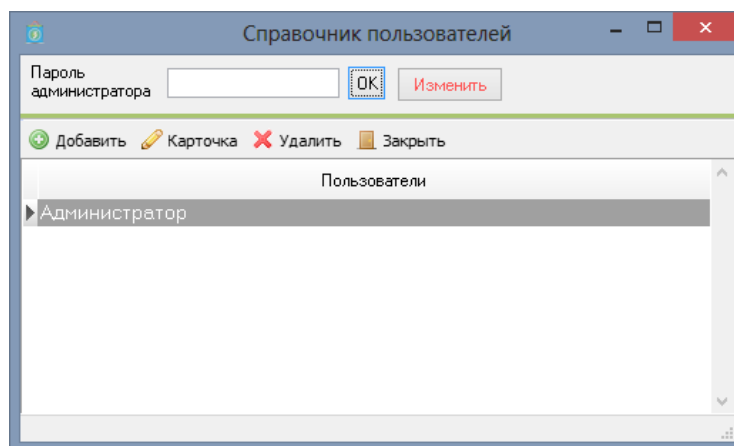 Справочник пользователей
Пароль
администратора
OK
Изменить
Добавить Карточка Удалить Закрыть
Пользователи
Администратор